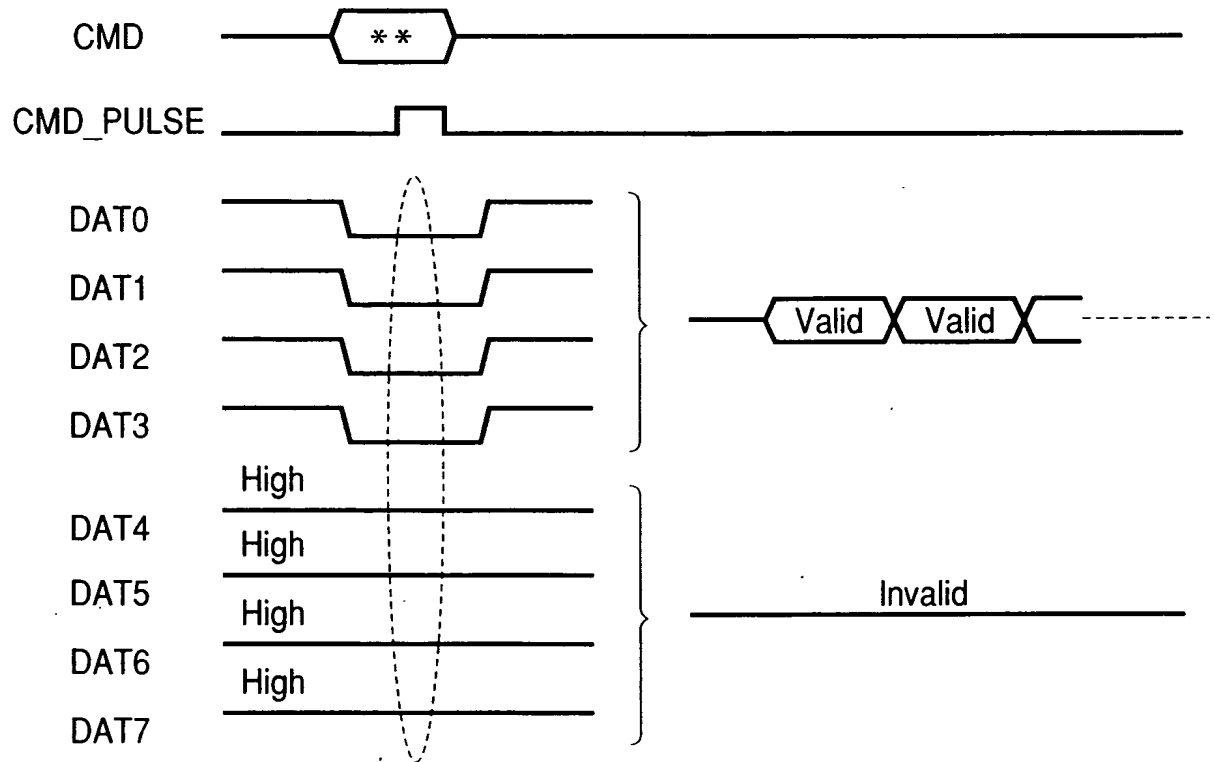 CMD
**
CMD_PULSE
DAT0
DAT1
DAT2
DAT3
Valid Valid
High
DAT4
High
DAT5
High
DAT6
High
DAT7
Invalid